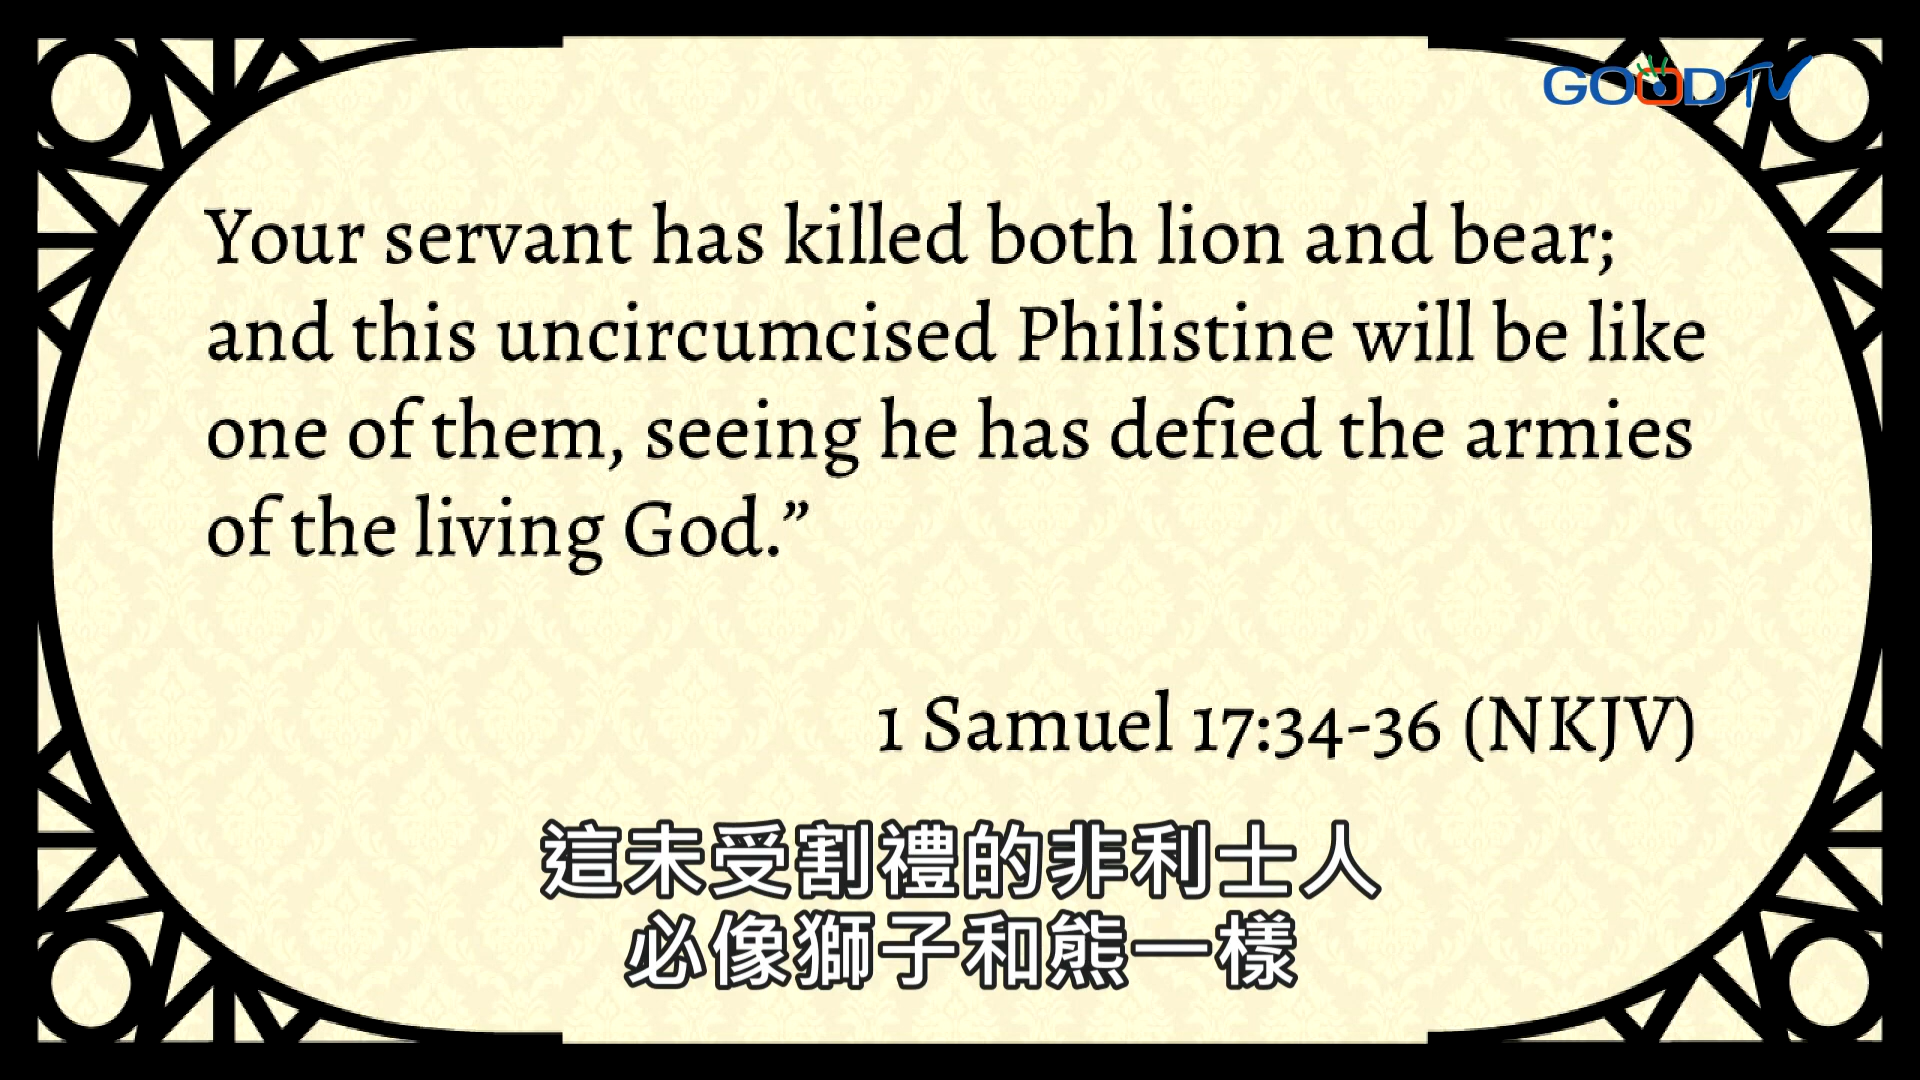 GOODTV
Your servant has killed both lion and bear;
and this uncircumcised Philistine will be like
one of them, seeing he has defied the armies
of the living God.”
1 Samuel 17:34-36 (NKJV)
這未受割禮的非利士人
必像獅子和熊一樣